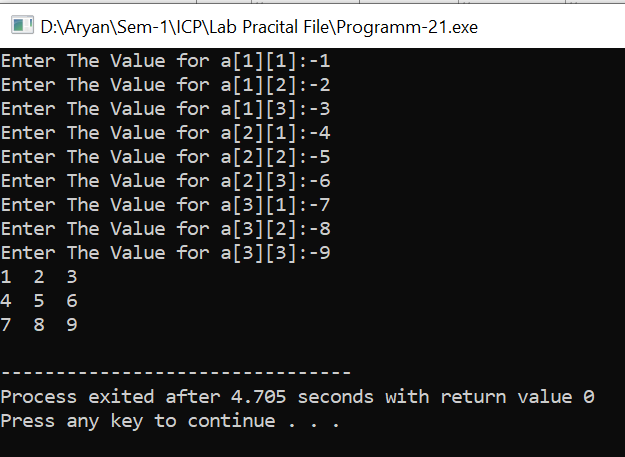 D:\Aryan\Sem-1\ICP\Lab Pracital File\Programm-21.exe
Enter The Value for a[1][1]:-1
Enter The Value for a[1][2]:-2
Enter The Value for a[1][3]:-3
Enter The Value for a[2][1]:-4
Enter The Value for a[2][2]:-5
Enter The Value for a[2][3]:-6
Enter The Value for a[3][1]:-7
Enter The Value for a[3][2]:-8
Enter The Value for a[3][3]:-9
1  2  3
4  5  6
7  8  9
--------------------------------
Process exited after 4.705 seconds with return value 0
Press any key to continue . . .